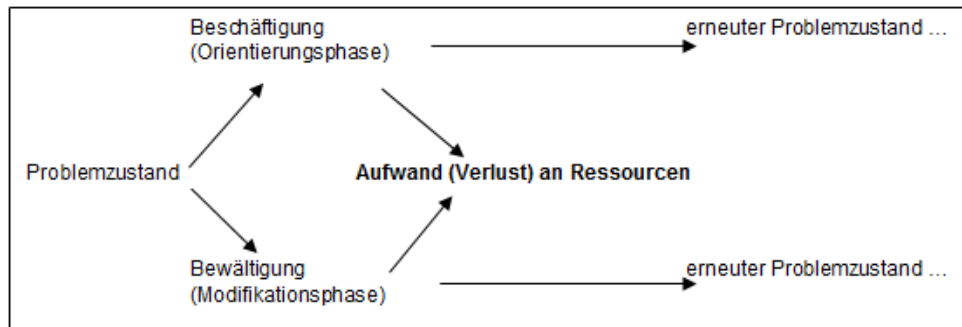 Beschäftigung
(Orientierungsphase)
erneuter Problemzustand ...
Problemzustand
Aufwand (Verlust) an Ressourcen
Bewältigung
(Modifikationsphase)
erneuter Problemzustand ...